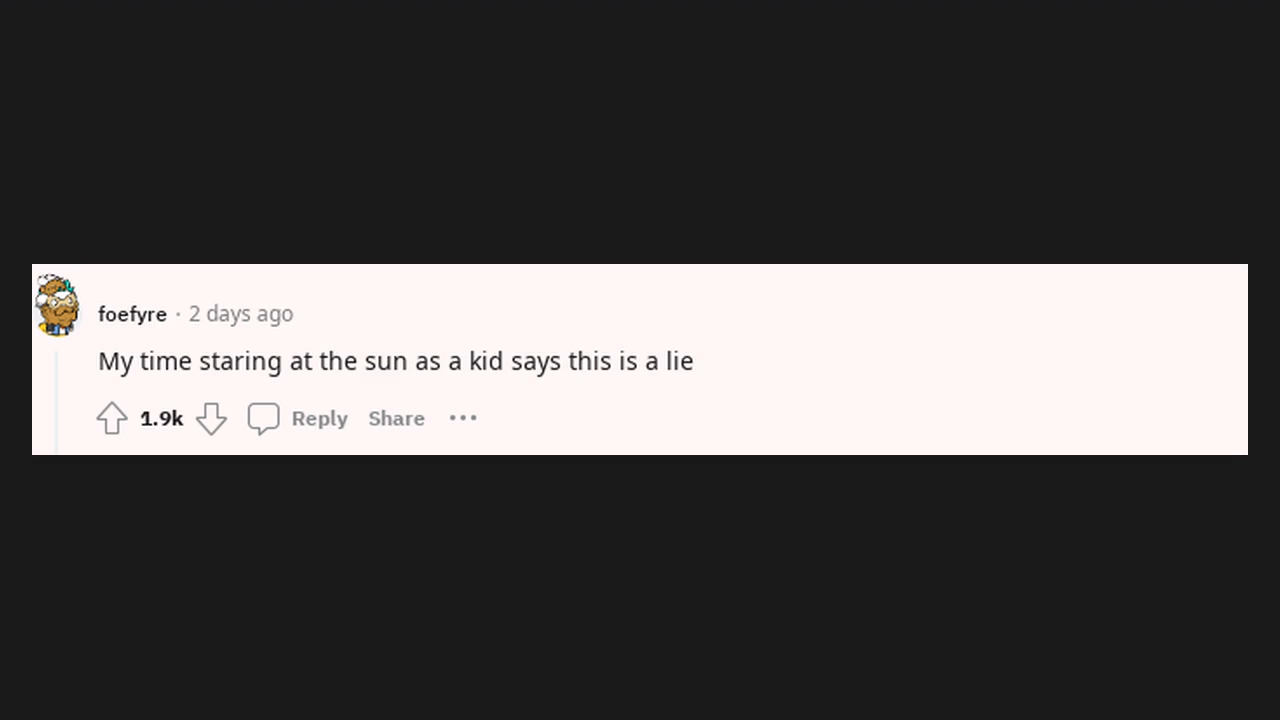 foefyre · 2 days ago
My time staring at the sun as a kid says this is a lie
1.9k Reply Share ···